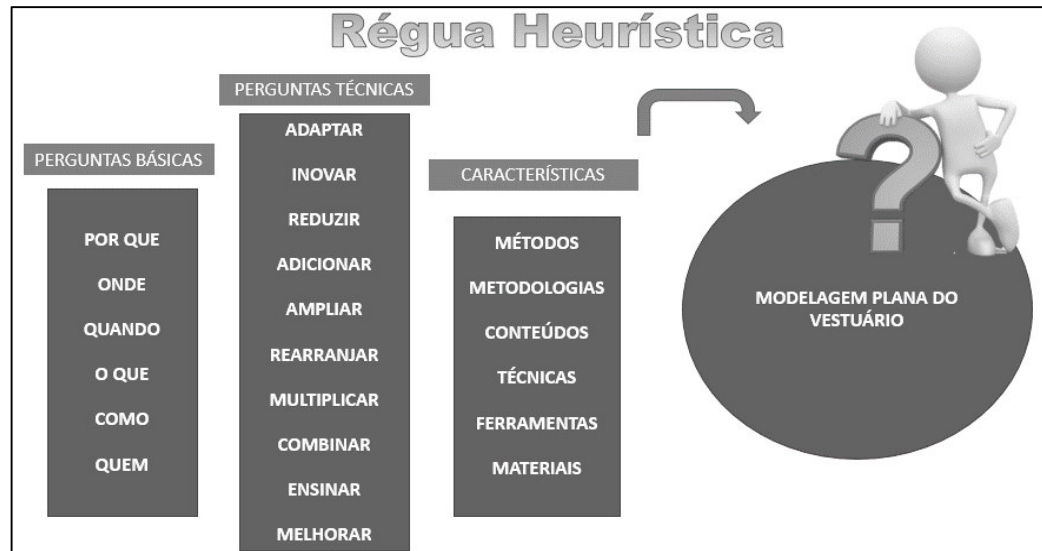 Régua Heurística
PERGUNTAS BÁSICAS
POR QUE
ONDE
QUANDO
O QUE
COMO
QUEM
PERGUNTAS TÉCNICAS
ADAPTAR
INOVAR
REDUZIR
ADICIONAR
AMPLIAR
REARRANJAR
MULTIPLICAR
COMBINAR
ENSINAR
MELHORAR
CARACTERÍSTICAS
MÉTODOS
METODOLOGIAS
CONTEÚDOS
TÉCNICAS
FERRAMENTAS
MATERIAIS
?
MODELAGEM PLANA DO
VESTUÁRIO